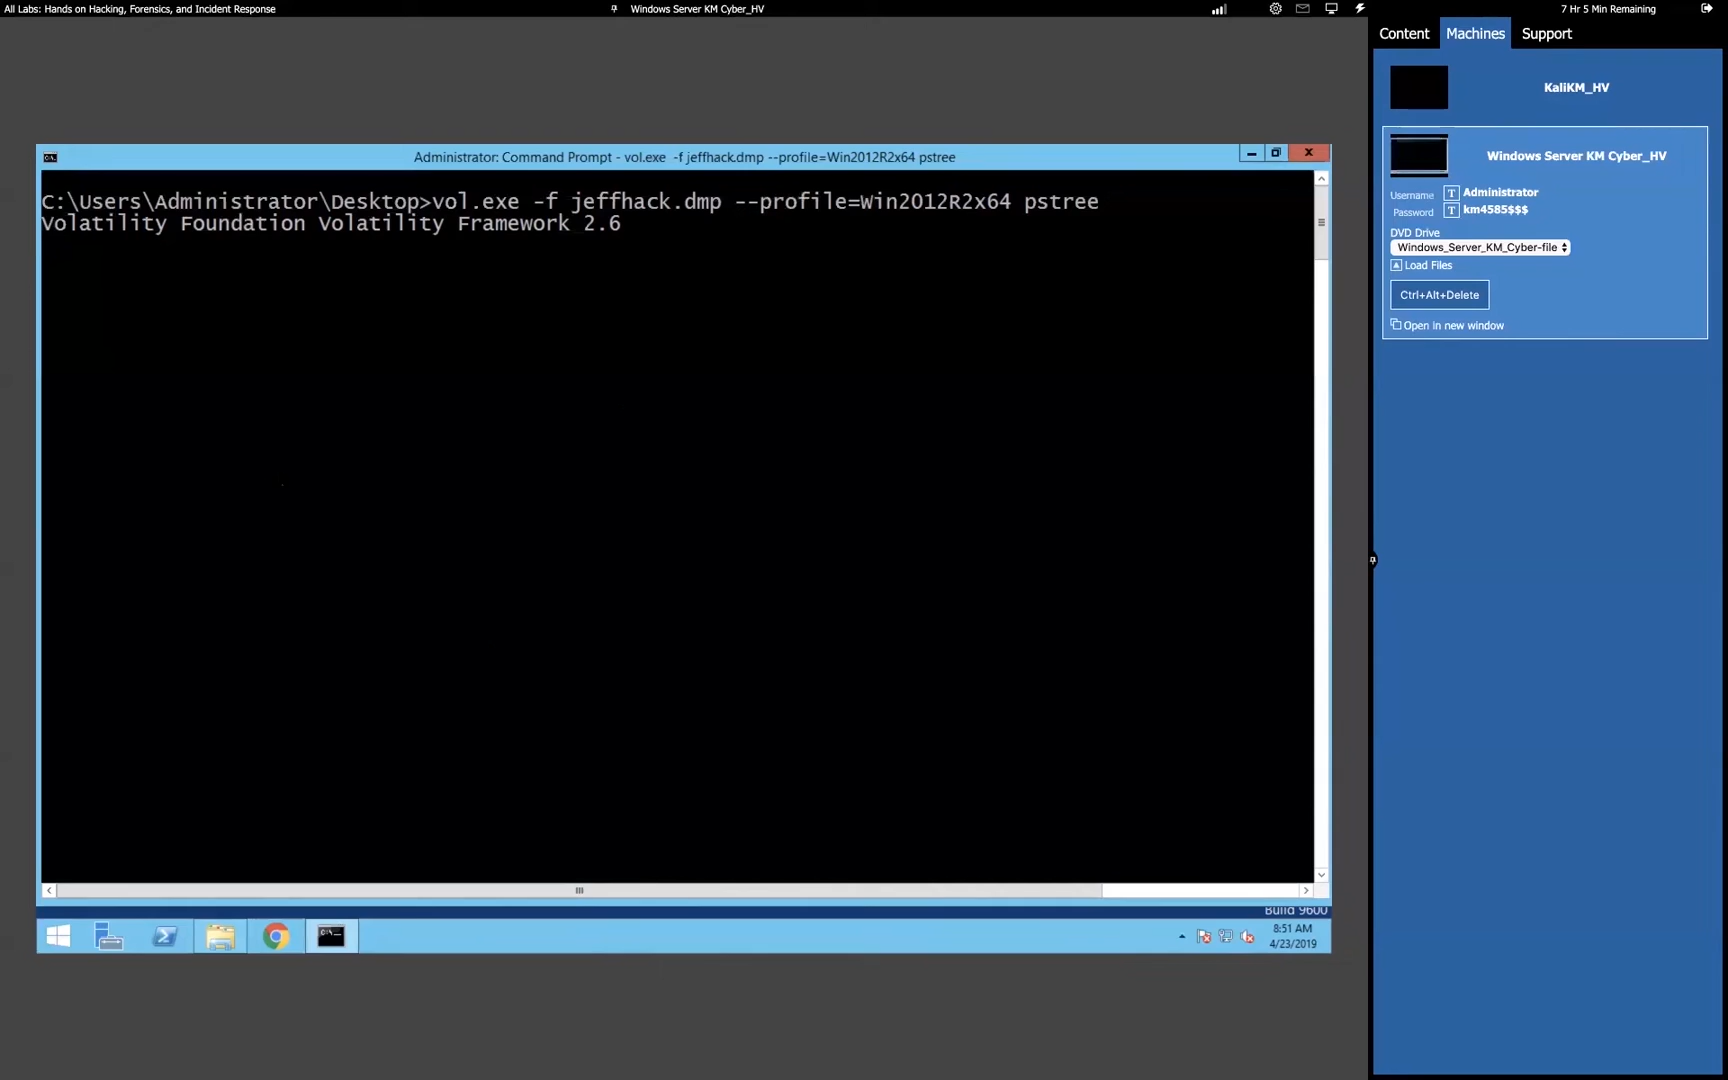 All Labs: Hands on Hacking, Forensics, and Incident Response
Windows Server KM Cyber_HV
7 Hr 5 Min Remaining
Content
Machines
Support
KaliKM_HV
Windows Server KM Cyber_HV
Username
T
Administrator
Password
T
km4585$$$
DVD Drive
Windows_Server_KM_Cyber-file
Load Files
Ctrl+Alt+Delete
Open in new window
Administrator: Command Prompt - vol.exe -f jeffhack.dmp --profile=Win2012R2x64 pstree
C:\Users\Administrator\Desktop>vol.exe -f jeffhack.dmp --profile=Win2012R2x64 pstree
Volatility Foundation Volatility Framework 2.6
Build 9600
8:51 AM
4/23/2019